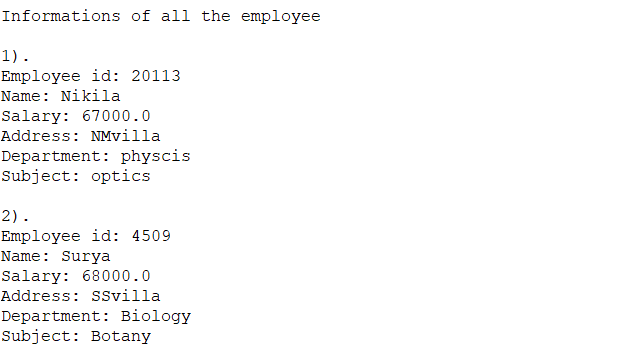 Informations of all the employee
1).
Employee id: 20113
Name: Nikila
Salary: 67000.0
Address: NMvilla
Department: physcis
Subject: optics
2).
Employee id: 4509
Name: Surya
Salary: 68000.0
Address: SSvilla
Department: Biology
Subject: Botany